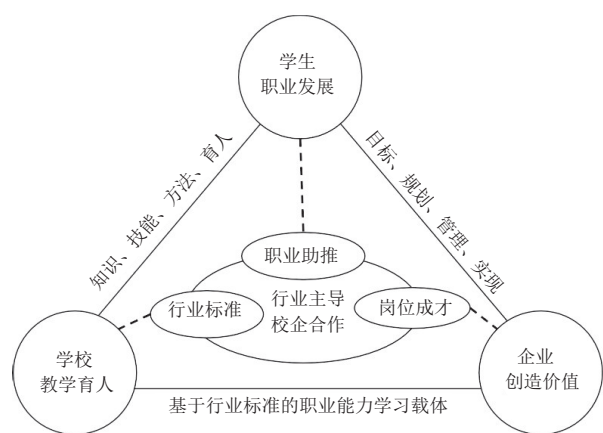 学生
职业发展
知识、技能、方法、育人
目标、规划、管理、实现
职业助推
行业标准
行业主导
校企合作
岗位成才
学校
教学育人
企业
创造价值
基于行业标准的职业能力学习载体